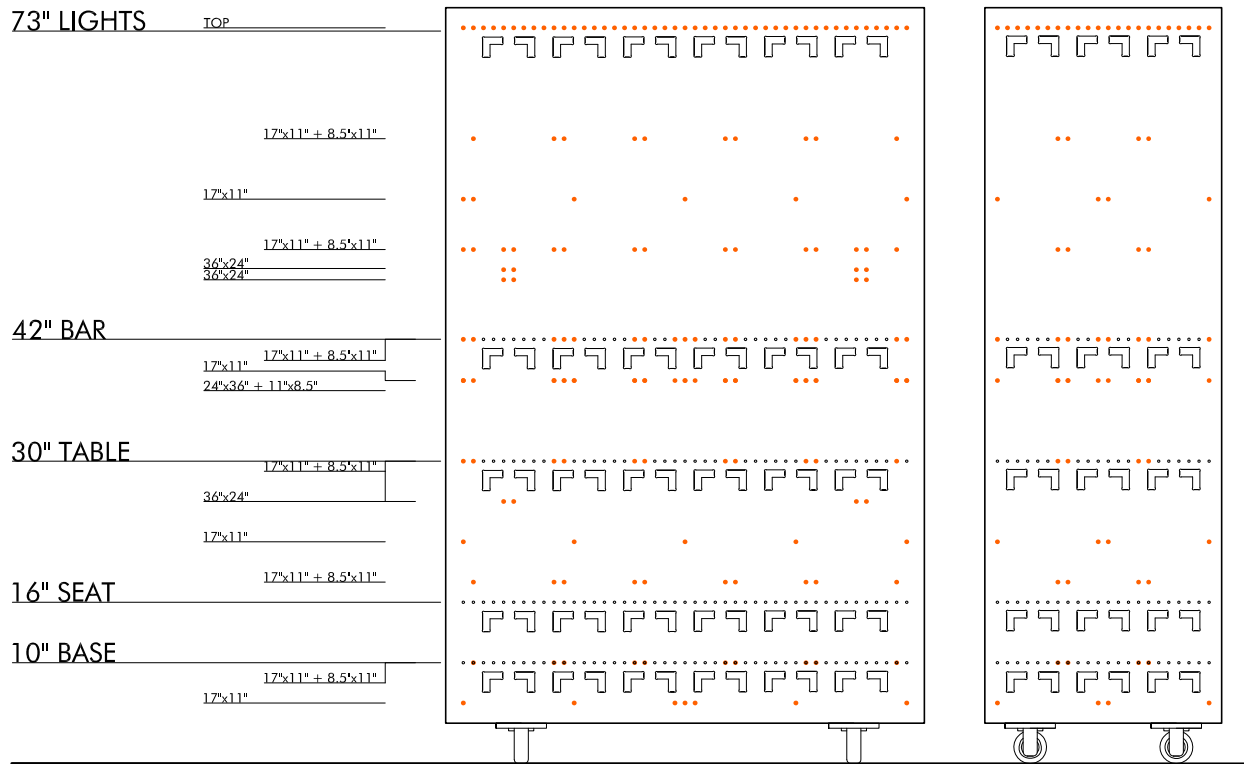 73" LIGHTS
TOP
17"x11" + 8.5"x11"
17"x11"
17"x11" + 8.5"x11"
36"x24"
36"x24"
42" BAR
17"x11" + 8.5"x11"
17"x11"
24"x36" + 11"x8.5"
30" TABLE
17"x11" + 8.5"x11"
36"x24"
17"x11"
17"x11" + 8.5"x11"
16" SEAT
10" BASE
17"x11" + 8.5"x11"
17"x11"